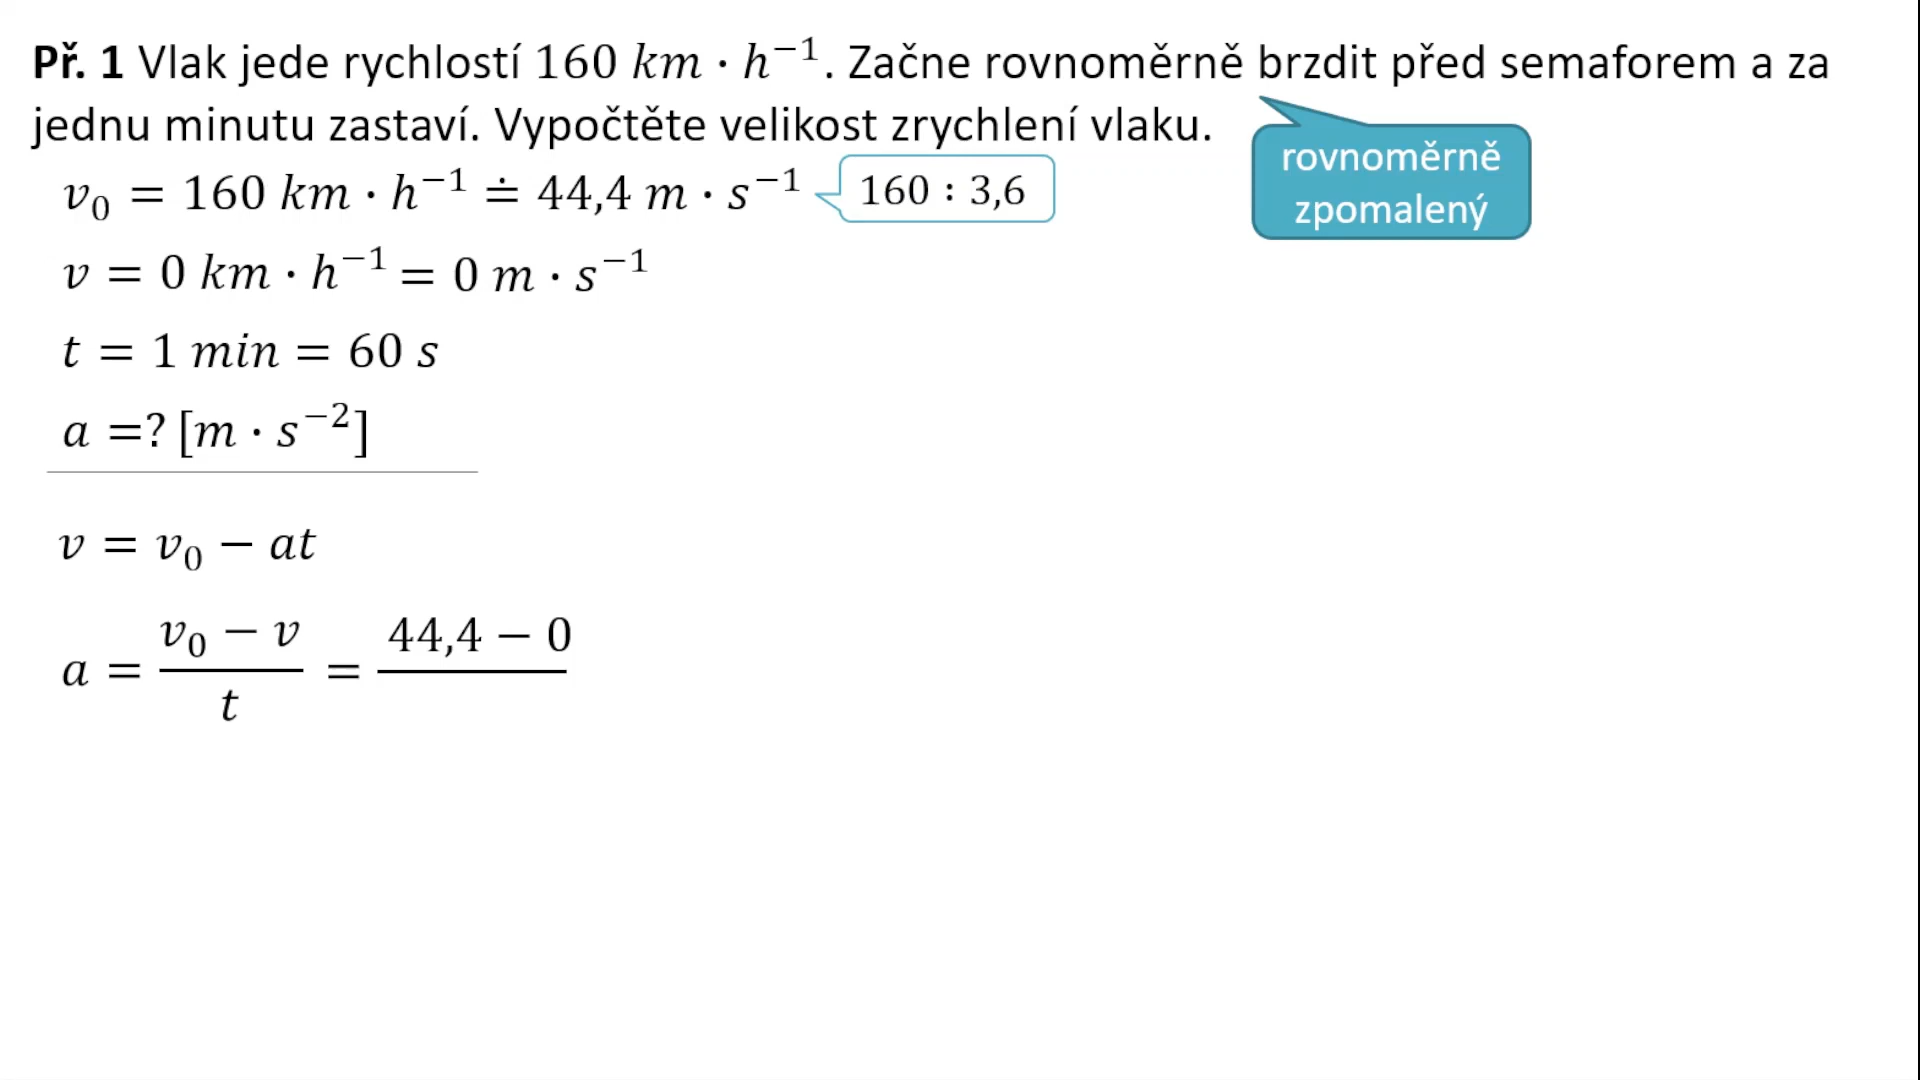 Př. 1 Vlak jede rychlostí 160 km · h⁻¹. Začne rovnoměrně brzdit před semaforem a za
jednu minutu zastaví. Vypočtěte velikost zrychlení vlaku.
rovnoměrně
zpomalený
v₀ = 160 km · h⁻¹ ≐ 44,4 m · s⁻¹
160 : 3,6
v = 0 km · h⁻¹ = 0 m · s⁻¹
t = 1 min = 60 s
a =? [m · s⁻²]
v = v₀ − at
v₀ − v 44,4 − 0
a = =
t